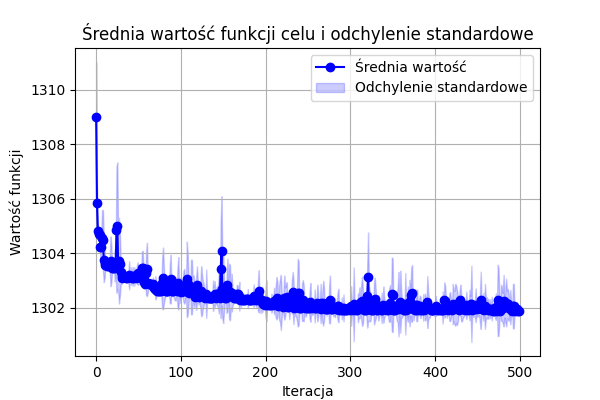 Średnia wartość funkcji celu i odchylenie standardowe
Średnia wartość
Odchylenie standardowe
Wartość funkcji
1310
1308
1306
1304
1302
0 100 200 300 400 500
Iteracja